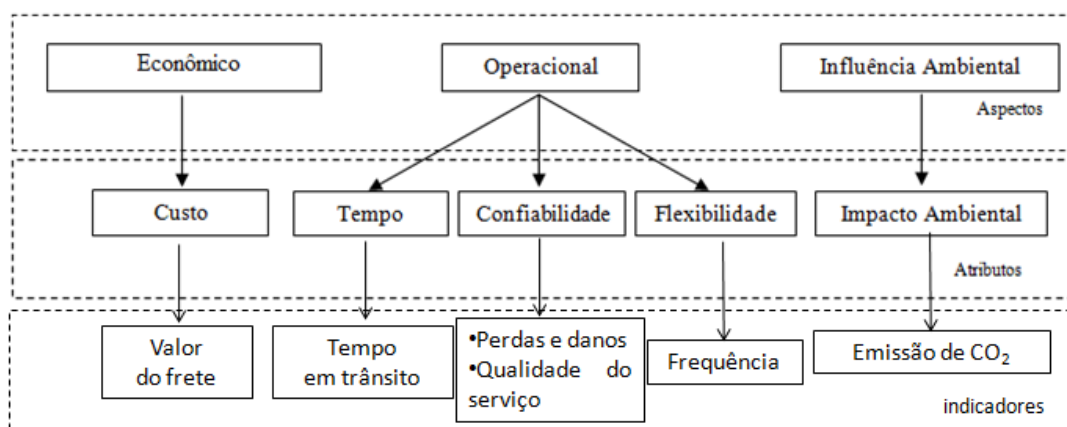 Econômico
Operacional
Influência Ambiental
Aspectos
Custo
Tempo
Confiabilidade
Flexibilidade
Impacto Ambiental
Atributos
Valor
do frete
Tempo
em trânsito
•Perdas e danos
•Qualidade do
serviço
Frequência
Emissão de CO₂
indicadores